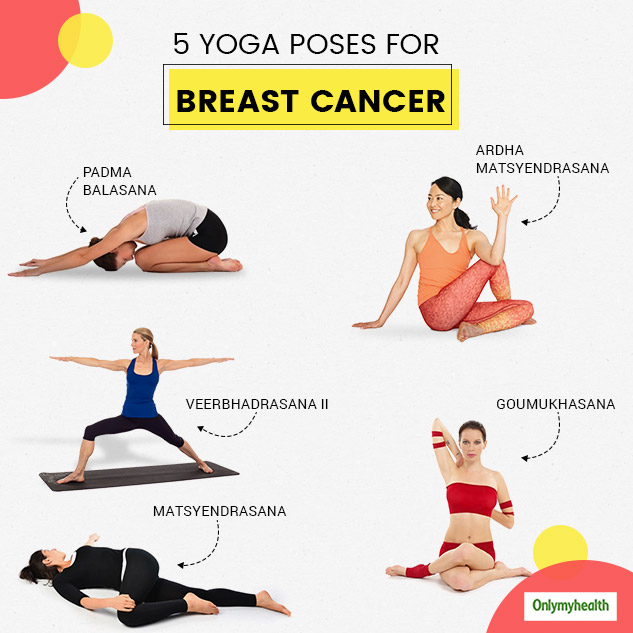 5 YOGA POSES FOR
BREAST CANCER
PADMA
BALASANA
ARDHA
MATSYENDRASANA
VEERBHADRASANA II
GOUMUKHASANA
MATSYENDRASANA
Onlymyhealth